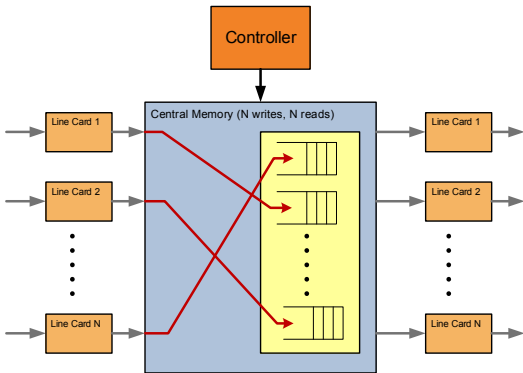 Controller
Central Memory (N writes, N reads)
Line Card 1
Line Card 1
Line Card 2
Line Card 2
Line Card N
Line Card N